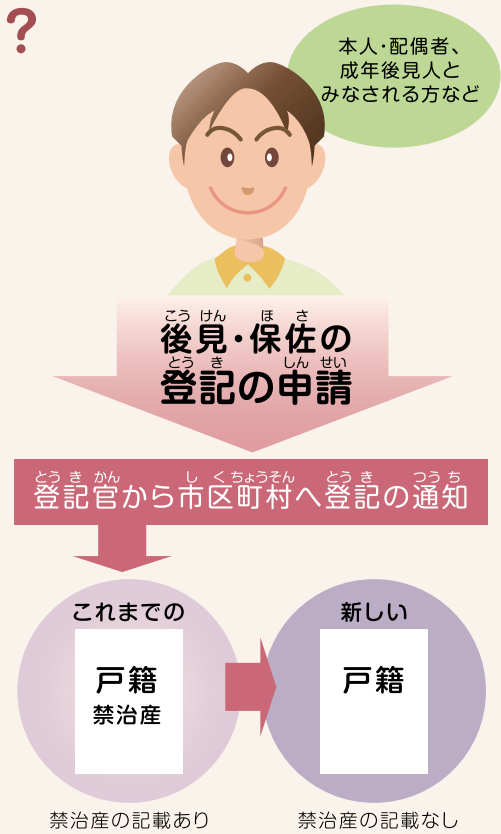 ?
本人・配偶者、
成年後見人と
みなされる方など
こう けん ほ さ
後見・保佐の
とう き しん せい
登記の申請
とう き かん し く ちょうそん とう き つう ち
登記官から市区町村へ登記の通知
これまでの
戸籍
禁治産
新しい
戸籍
禁治産の記載あり
禁治産の記載なし